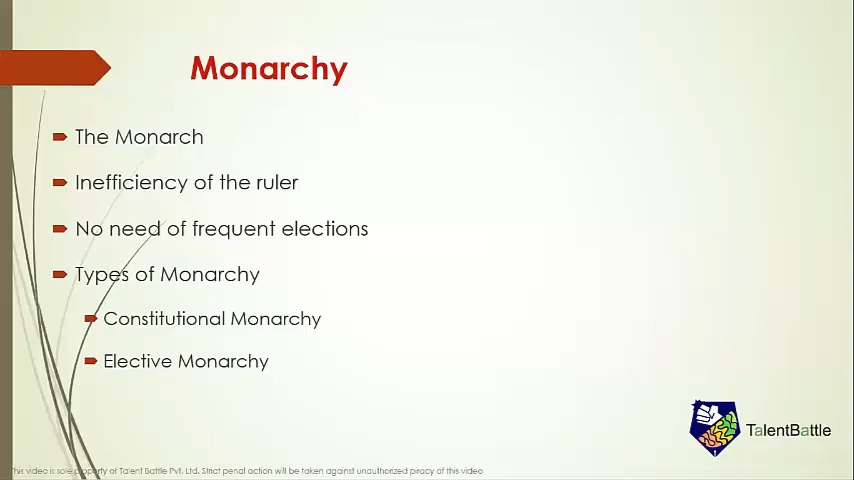 Monarchy
The Monarch
Inefficiency of the ruler
No need of frequent elections
Types of Monarchy
Constitutional Monarchy
Elective Monarchy
TalentBattle
This video is sole property of Talent Battle Pvt. Ltd. Strict penal action will be taken against unauthorized piracy of this video